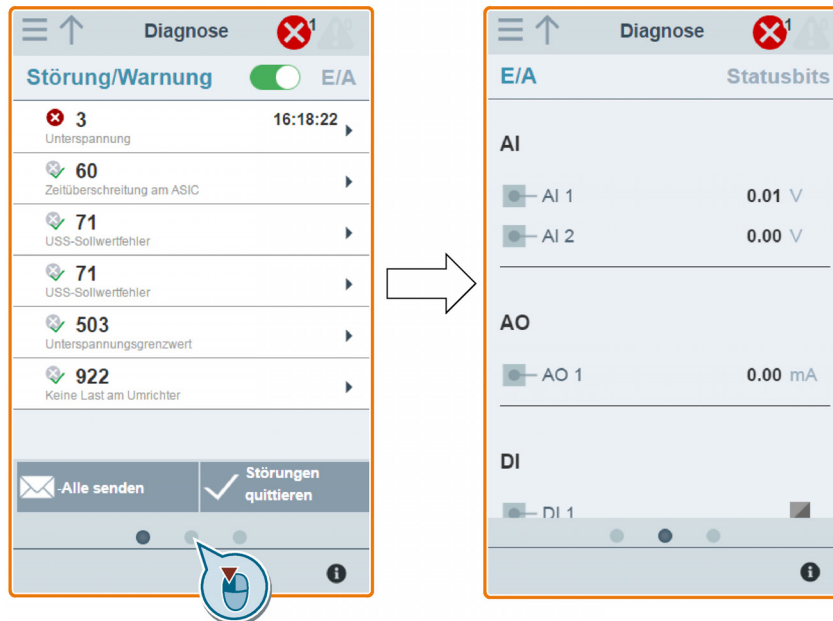 Diagnose
1
Störung/Warnung E/A
3 16:18:22
Unterspannung
60
Zeitüberschreitung am ASIC
71
USS-Sollwertfehler
71
USS-Sollwertfehler
503
Unterspannungsgrenzwert
922
Keine Last am Umrichter
-Alle senden
Störungen
quittieren
Diagnose
1
E/A Statusbits
AI
AI 1 0.01 V
AI 2 0.00 V
AO
AO 1 0.00 mA
DI
DI 1